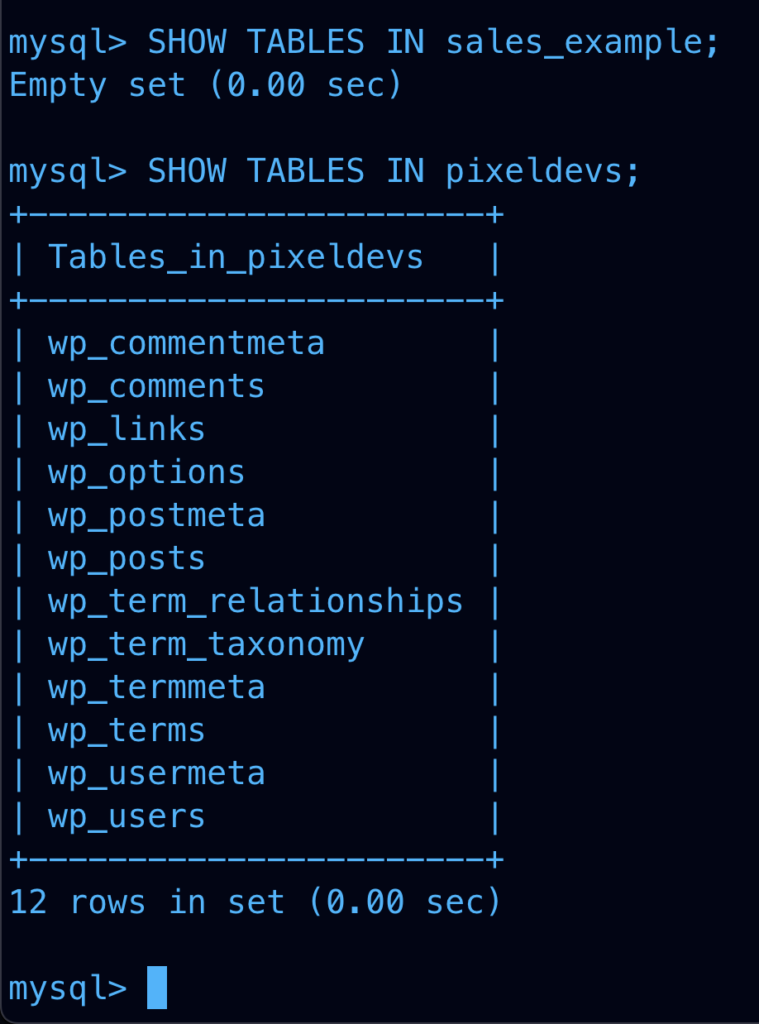 mysql> SHOW TABLES IN sales_example;
Empty set (0.00 sec)

mysql> SHOW TABLES IN pixeldevs;
+-----------------------+
| Tables_in_pixeldevs   |
+-----------------------+
| wp_commentmeta        |
| wp_comments           |
| wp_links              |
| wp_options            |
| wp_postmeta           |
| wp_posts              |
| wp_term_relationships |
| wp_term_taxonomy      |
| wp_termmeta           |
| wp_terms              |
| wp_usermeta           |
| wp_users              |
+-----------------------+
12 rows in set (0.00 sec)

mysql>